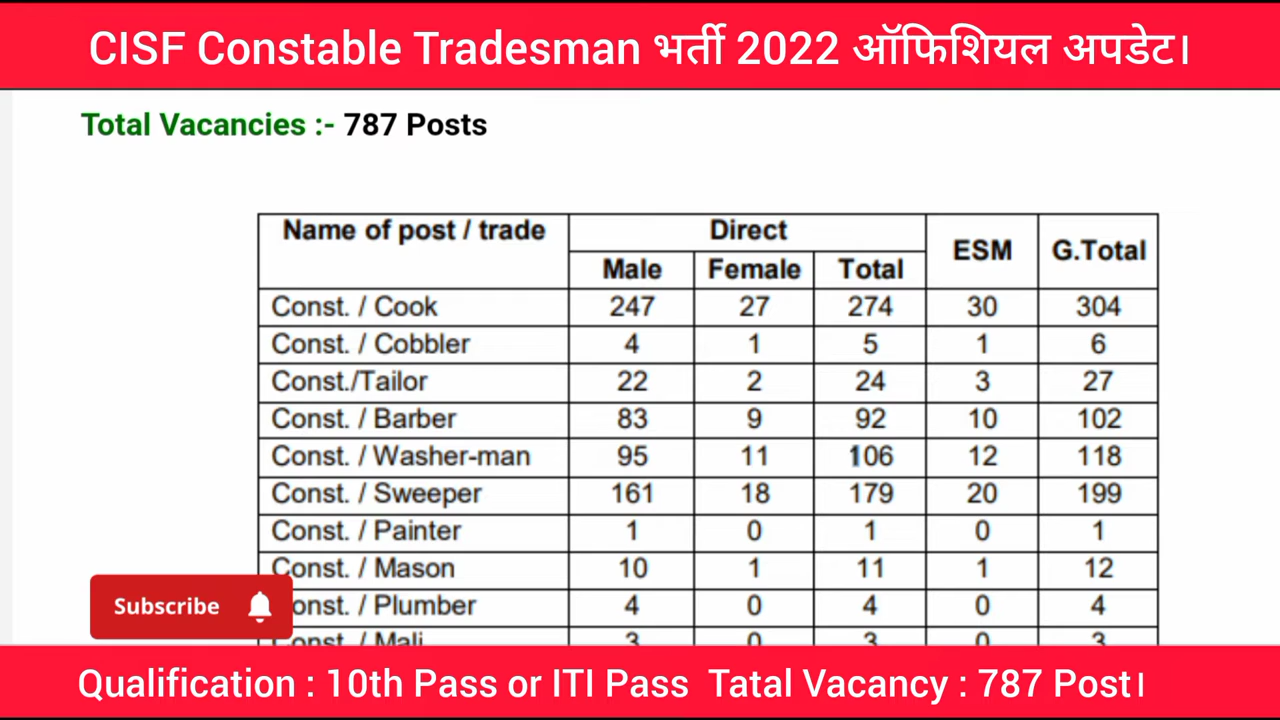 CISF Constable Tradesman भर्ती 2022 ऑफिशियल अपडेट।
Total Vacancies :- 787 Posts
Name of post / trade Direct ESM G.Total
Male Female Total
Const. / Cook 247 27 274 30 304
Const. / Cobbler 4 1 5 1 6
Const./Tailor 22 2 24 3 27
Const. / Barber 83 9 92 10 102
Const. / Washer-man 95 11 106 12 118
Const. / Sweeper 161 18 179 20 199
Const. / Painter 1 0 1 0 1
Const. / Mason 10 1 11 1 12
onst. / Plumber 4 0 4 0 4
onst. / Mali 3 0 3 0 3
Subscribe
Qualification : 10th Pass or ITI Pass Tatal Vacancy : 787 Post।